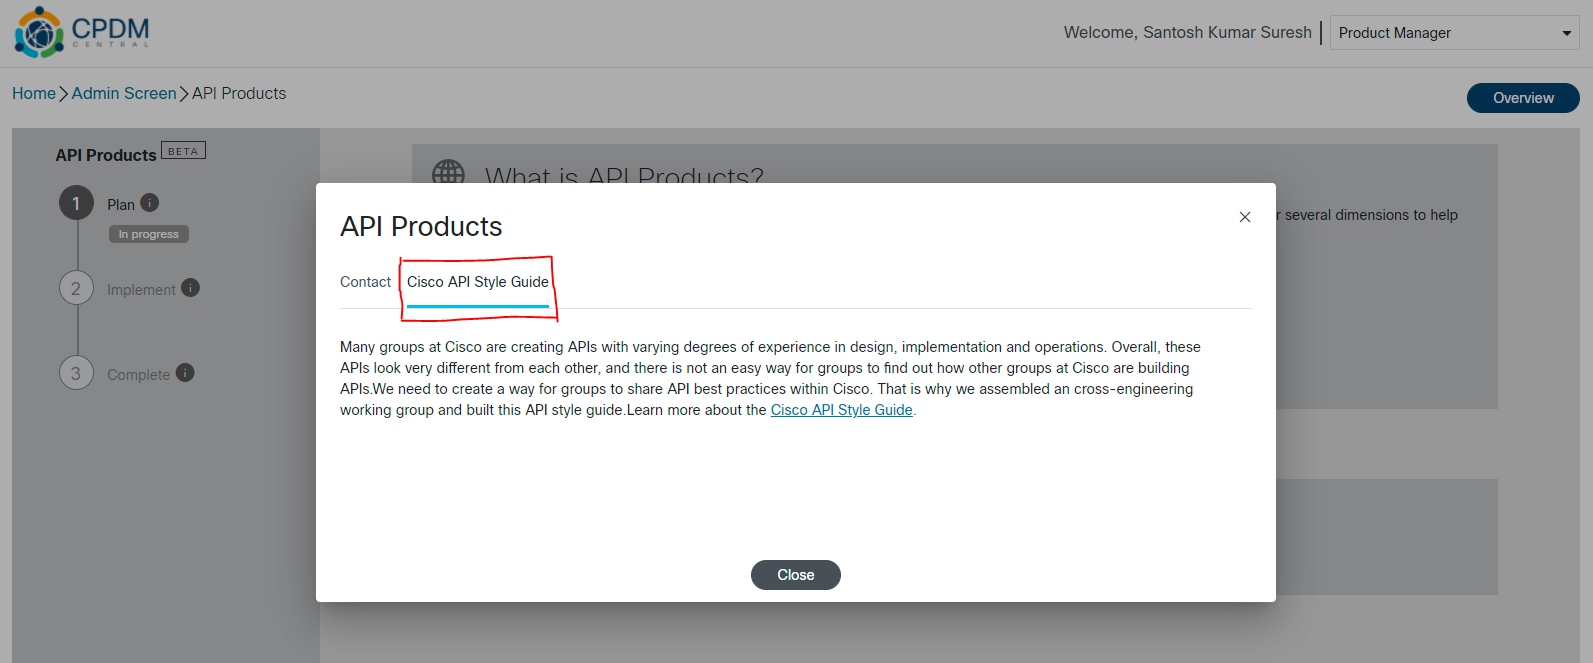 CPDM
CENTRAL
Welcome, Santosh Kumar Suresh
Product Manager
Home
Admin Screen
API Products
Overview
API Products BETA
1 Plan i
In progress
2 Implement i
3 Complete i
What is API Products?
r several dimensions to help
API Products
Contact
Cisco API Style Guide
Many groups at Cisco are creating APIs with varying degrees of experience in design, implementation and operations. Overall, these
APIs look very different from each other, and there is not an easy way for groups to find out how other groups at Cisco are building
APIs.We need to create a way for groups to share API best practices within Cisco. That is why we assembled an cross-engineering
working group and built this API style guide.Learn more about the Cisco API Style Guide.
Close